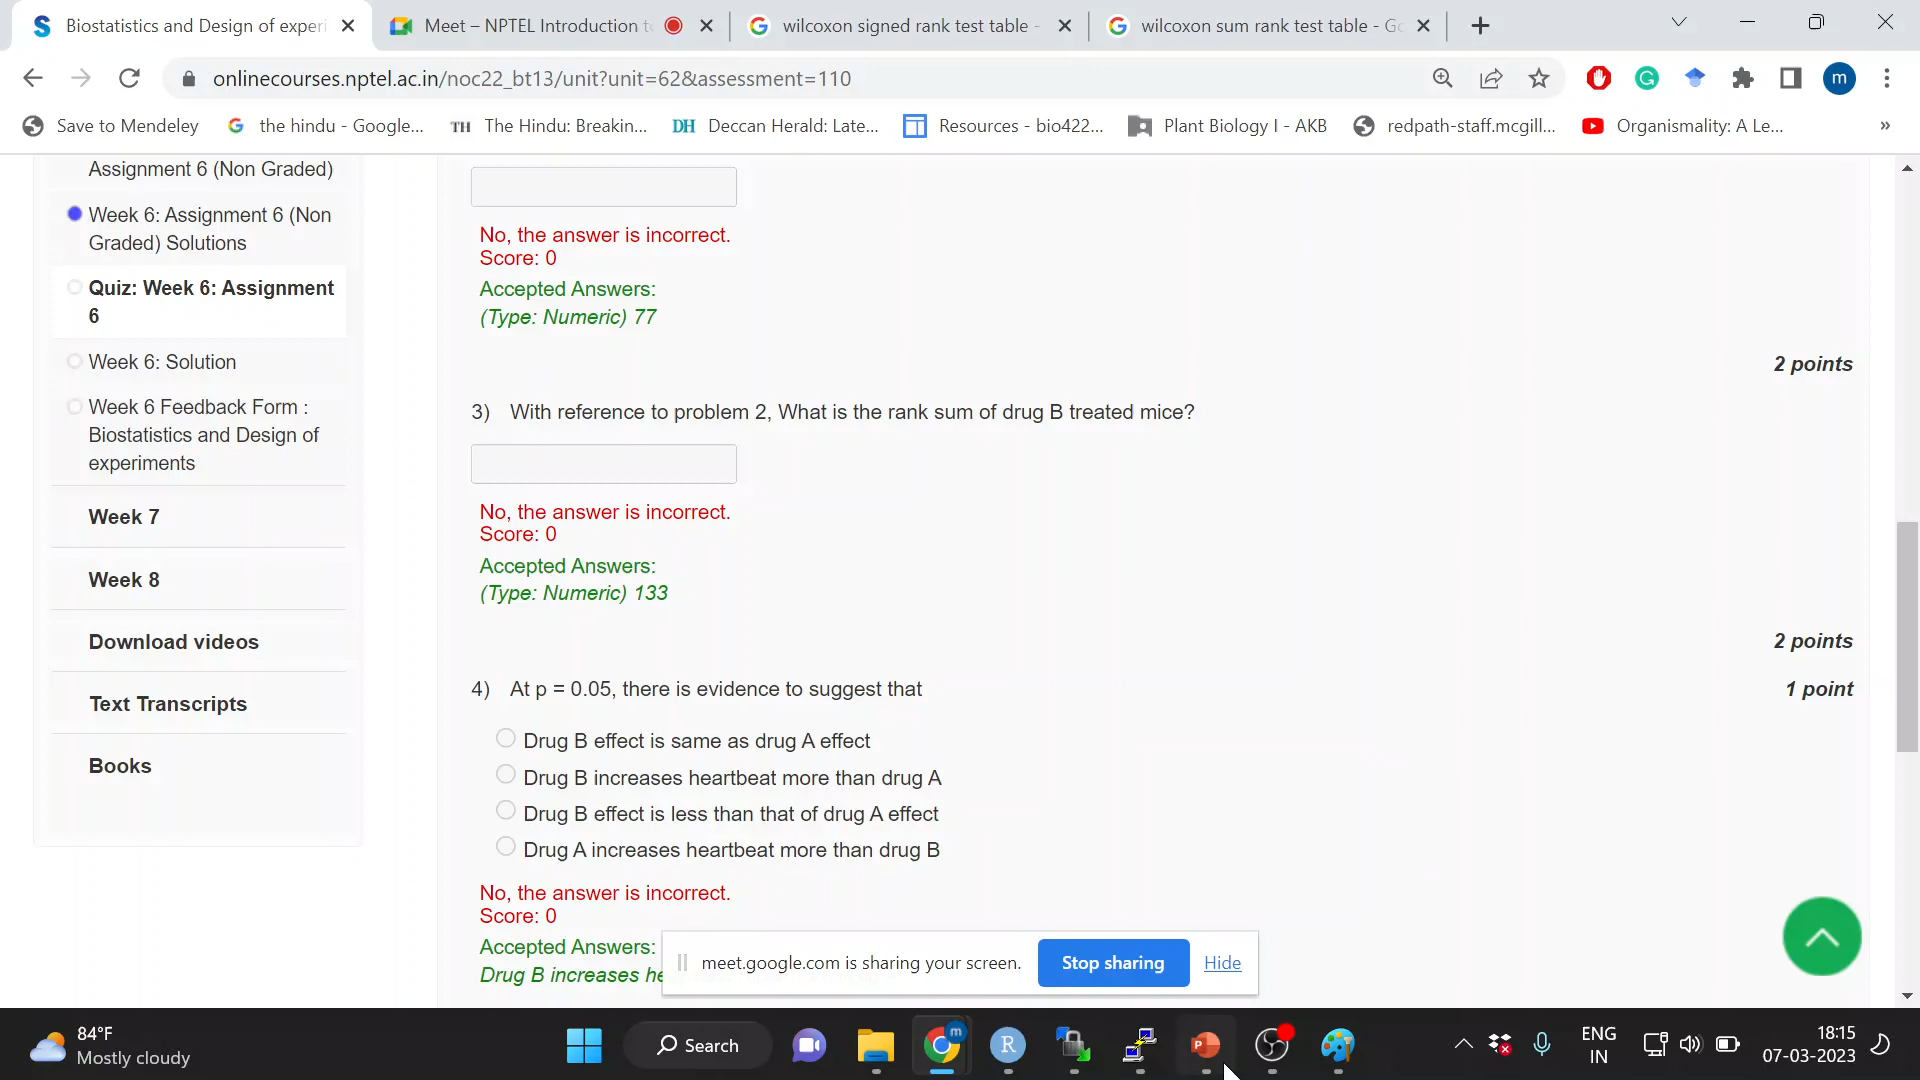 Biostatistics and Design of experi
Meet – NPTEL Introduction to
wilcoxon signed rank test table -
wilcoxon sum rank test table - Go
onlinecourses.nptel.ac.in/noc22_bt13/unit?unit=62&assessment=110
m
Save to Mendeley
the hindu - Google...
TH The Hindu: Breakin...
DH Deccan Herald: Late...
Resources - bio422...
Plant Biology I - AKB
redpath-staff.mcgill...
Organismality: A Le...
»
Assignment 6 (Non Graded)
Week 6: Assignment 6 (Non
Graded) Solutions
Quiz: Week 6: Assignment
6
Week 6: Solution
Week 6 Feedback Form :
Biostatistics and Design of
experiments
Week 7
Week 8
Download videos
Text Transcripts
Books
No, the answer is incorrect.
Score: 0
Accepted Answers:
(Type: Numeric) 77
2 points
3) With reference to problem 2, What is the rank sum of drug B treated mice?
No, the answer is incorrect.
Score: 0
Accepted Answers:
(Type: Numeric) 133
2 points
4) At p = 0.05, there is evidence to suggest that
1 point
Drug B effect is same as drug A effect
Drug B increases heartbeat more than drug A
Drug B effect is less than that of drug A effect
Drug A increases heartbeat more than drug B
No, the answer is incorrect.
Score: 0
Accepted Answers:
Drug B increases he
meet.google.com is sharing your screen.
Stop sharing
Hide
84°F
Mostly cloudy
Search
m
R
P
ENG
IN
18:15
07-03-2023